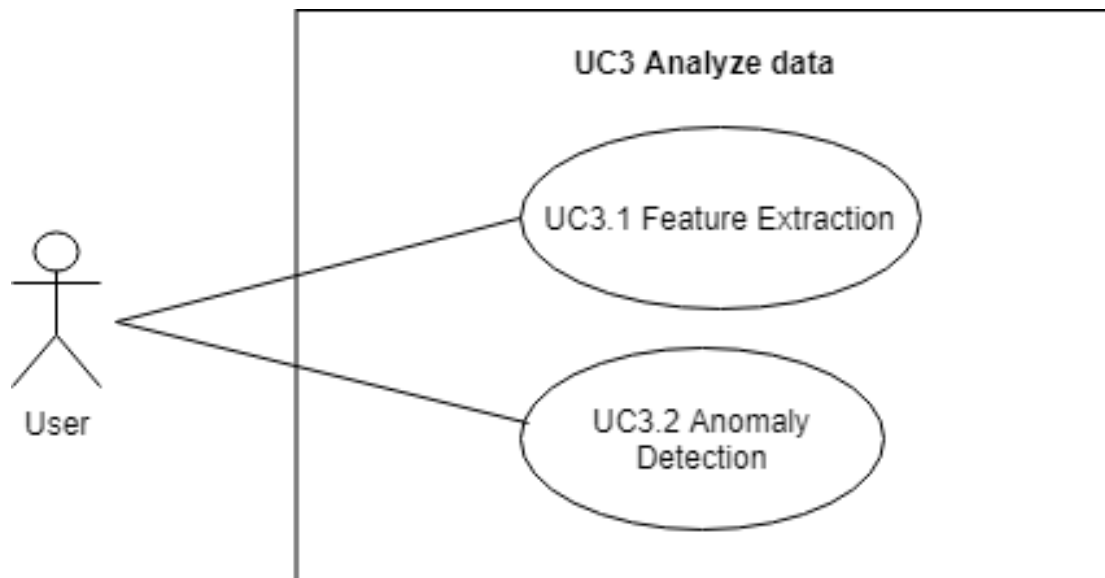 UC3 Analyze data
UC3.1 Feature Extraction
User
UC3.2 Anomaly
Detection